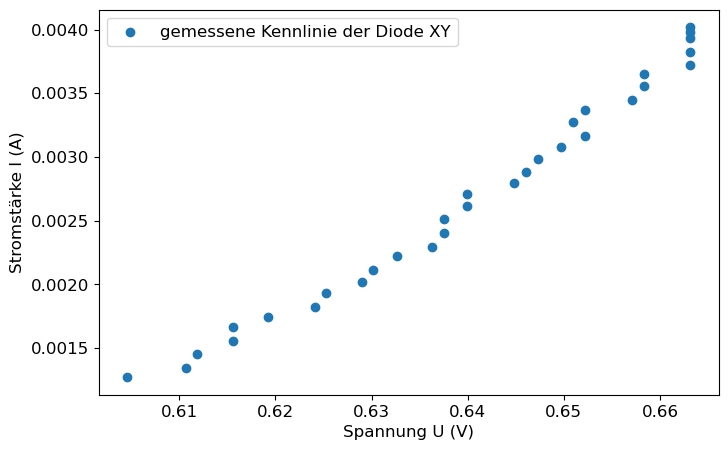 gemessene Kennlinie der Diode XY
0.0040
0.0035
0.0030
0.0025
0.0020
0.0015
Stromstärke I (A)
0.61 0.62 0.63 0.64 0.65 0.66
Spannung U (V)